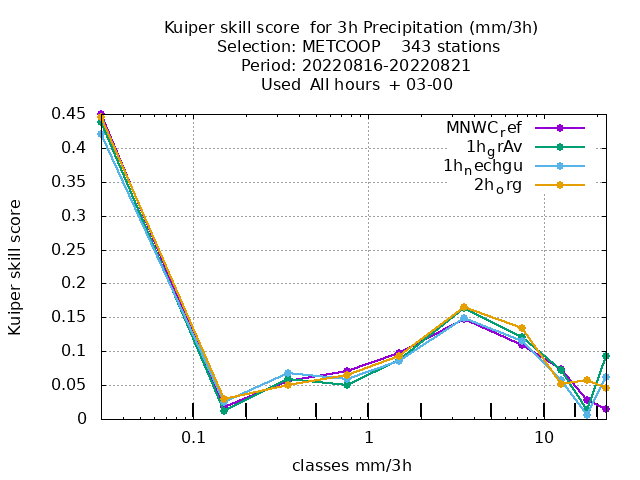 Kuiper skill score  for 3h Precipitation (mm/3h)
Selection: METCOOP    343 stations
Period: 20220816-20220821
Used  All hours  + 03-00
MNWC_ref
1h_grAv
1h_nechgu
2h_org
0.45
0.4
0.35
0.3
0.25
0.2
0.15
0.1
0.05
0
Kuiper skill score
0.1 1 10
classes mm/3h